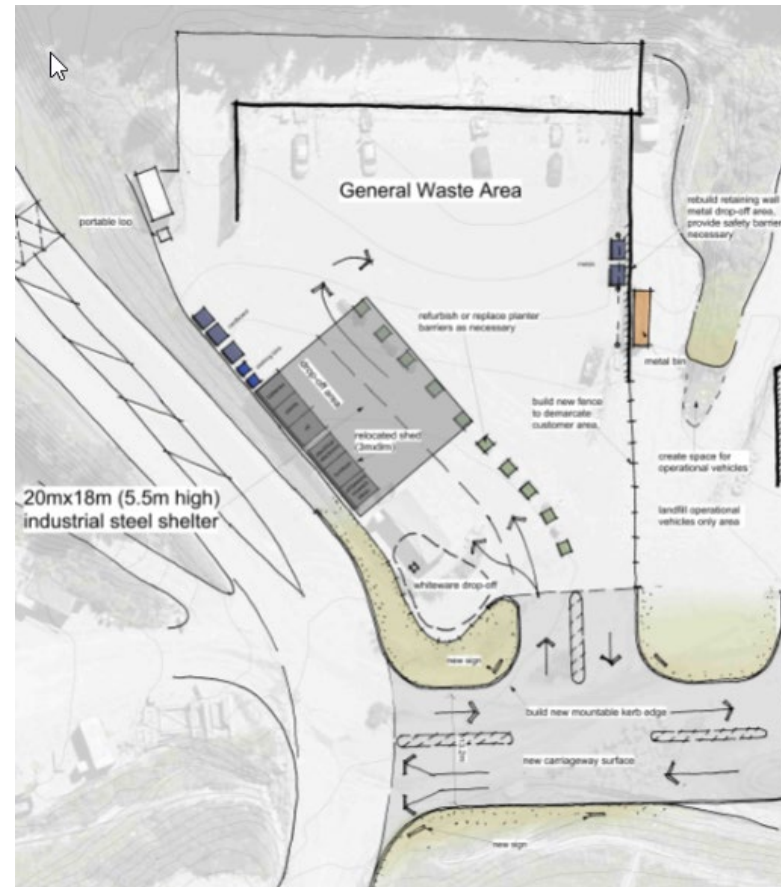 General Waste Area
portable loo
rebuild retaining wall
metal drop-off area,
provide safety barrier
necessary
refurbish or replace planter
barriers as necessary
drop-off area
metal bin
build new fence
to demarcate
customer area.
relocated shed
(3mx9m)
create space for
operational vehicles
20mx18m (5.5m high)
industrial steel shelter
landfill operational
vehicles only area
whiteware drop-off
new sign
build new mountable kerb edge
new carriageway surface
new sign